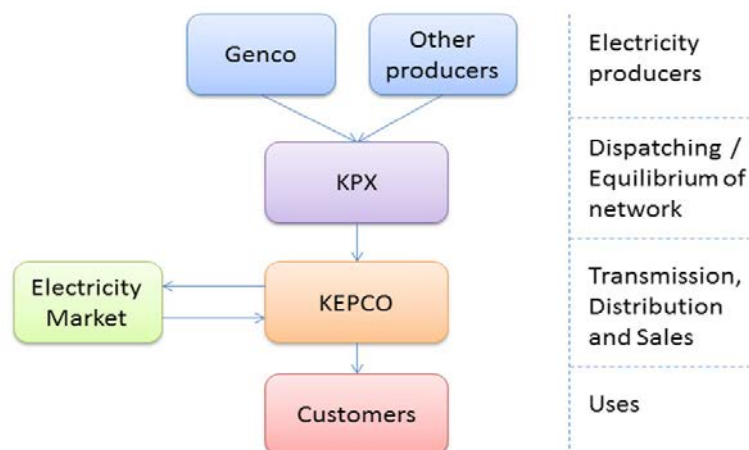 Genco
Other
producers
Electricity
producers
KPX
Dispatching /
Equilibrium of
network
Electricity
Market
KEPCO
Transmission,
Distribution
and Sales
Customers
Uses